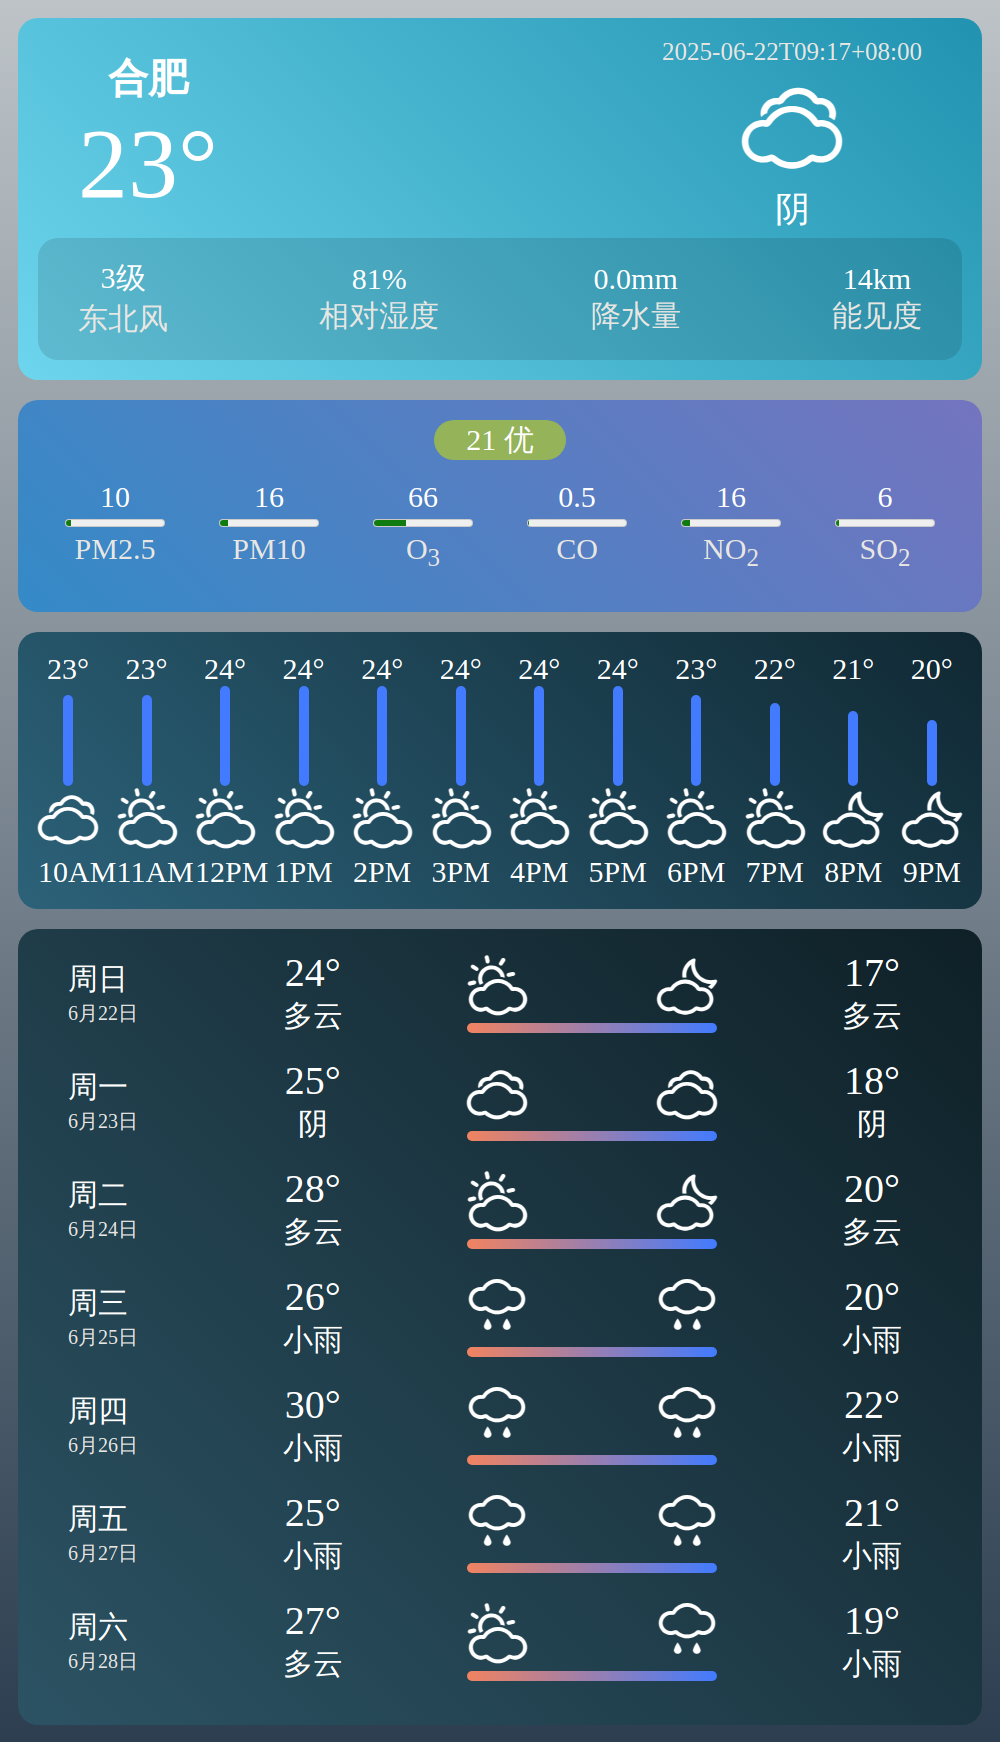 合肥
23°
2025-06-22T09:17+08:00
阴
3级 81% 0.0mm 14km
东北风 相对湿度 降水量 能见度
21 优
10 16 66 0.5 16 6
PM2.5 PM10 O3 CO NO2 SO2
23° 23° 24° 24° 24° 24° 24° 24° 23° 22° 21° 20°
10AM 11AM 12PM 1PM 2PM 3PM 4PM 5PM 6PM 7PM 8PM 9PM
周日 24° 17°
6月22日 多云 多云
周一 25° 18°
6月23日 阴 阴
周二 28° 20°
6月24日 多云 多云
周三 26° 20°
6月25日 小雨 小雨
周四 30° 22°
6月26日 小雨 小雨
周五 25° 21°
6月27日 小雨 小雨
周六 27° 19°
6月28日 多云 小雨